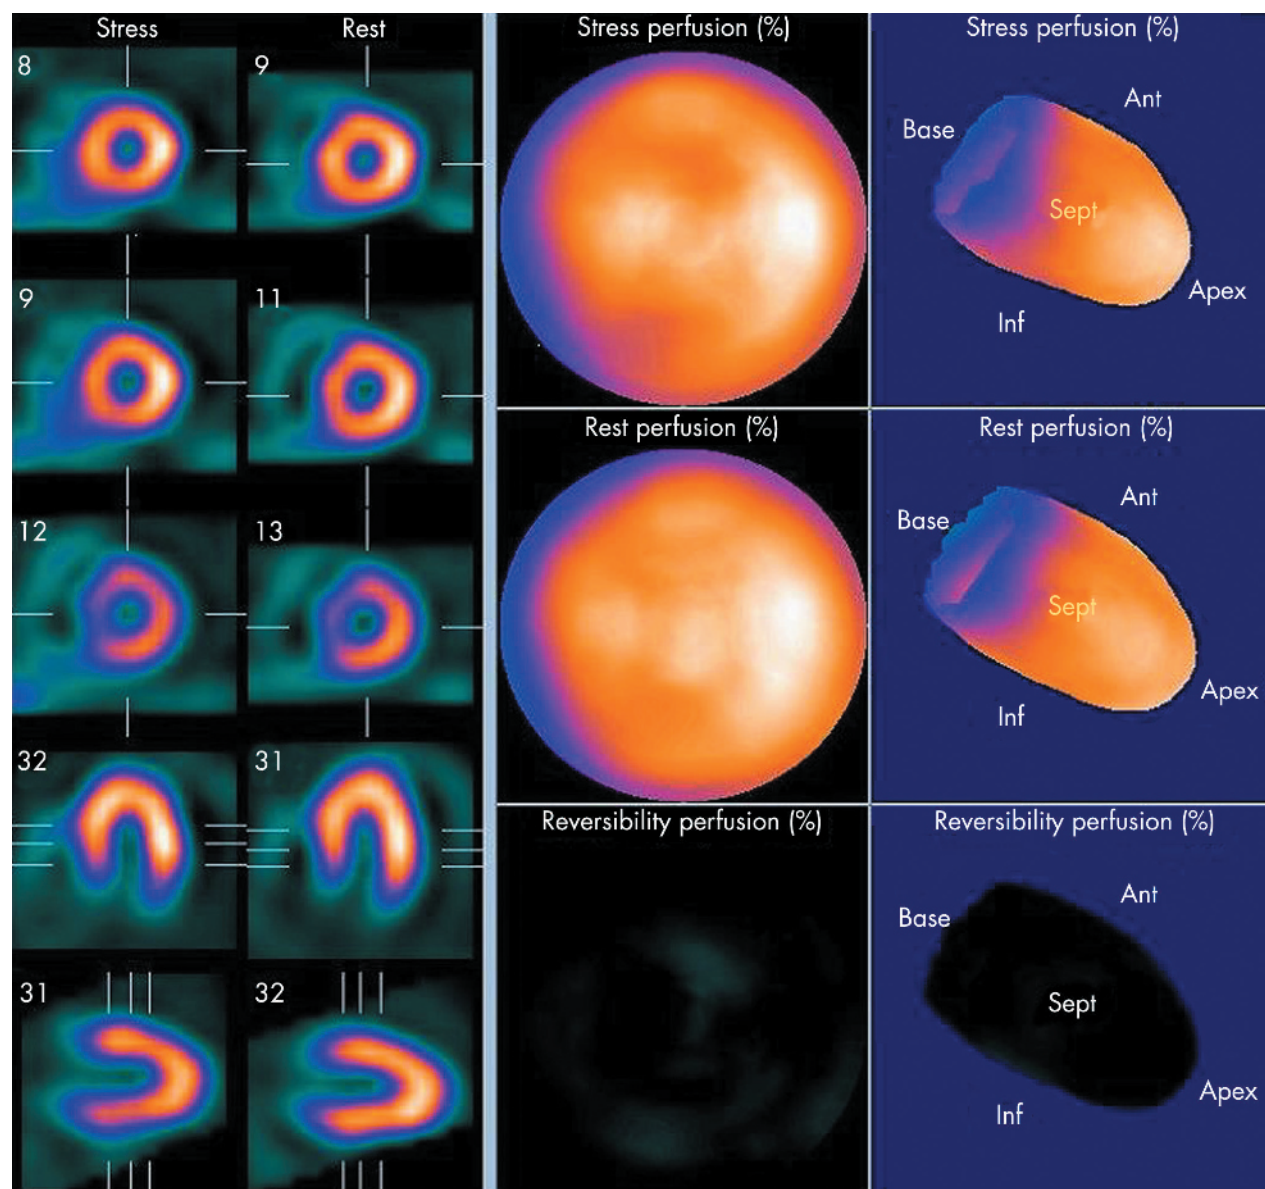 Stress Rest
8 9
9 11
12 13
32 31
31 32
Stress perfusion (%)
Stress perfusion (%)
Ant
Base
Sept
Apex
Inf
Rest perfusion (%)
Rest perfusion (%)
Ant
Base
Sept
Apex
Inf
Reversibility perfusion (%)
Reversibility perfusion (%)
Ant
Base
Sept
Apex
Inf